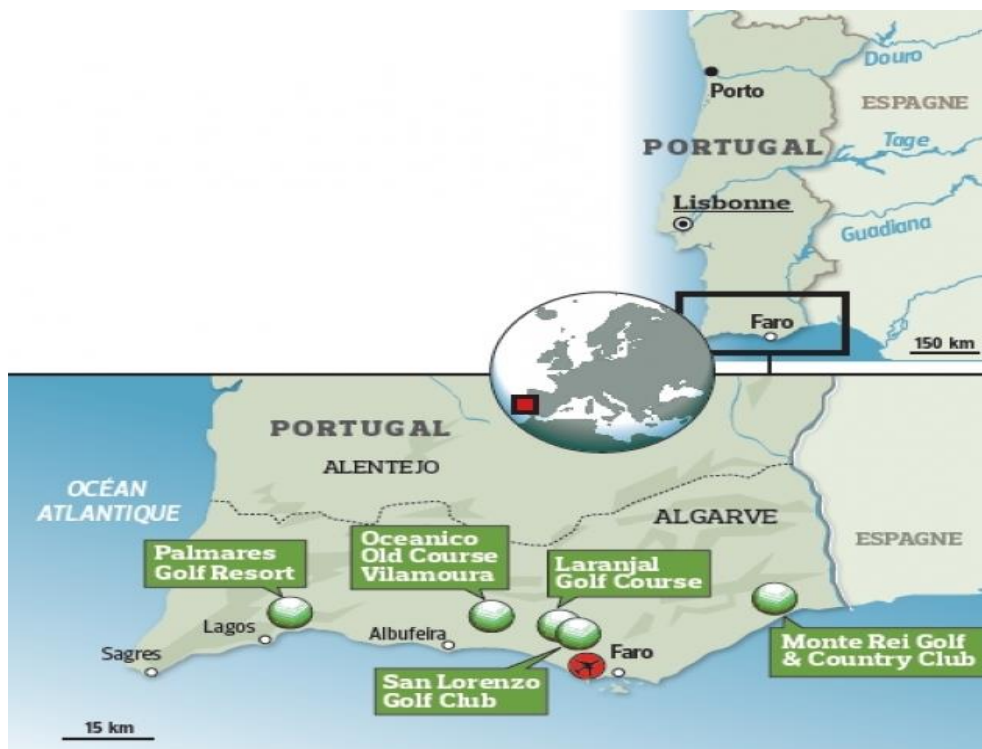 Douro
Porto
ESPAGNE
PORTUGAL
Tage
Lisbonne
Guadiana
Faro
150 km
PORTUGAL
ALENTEJO
OCÉAN
ATLANTIQUE
ALGARVE
ESPAGNE
Palmares
Golf Resort
Oceanico
Old Course
Vilamoura
Laranjal
Golf Course
Lagos
Albufeira
Sagres
Faro
San Lorenzo
Golf Club
Monte Rei Golf
& Country Club
15 km